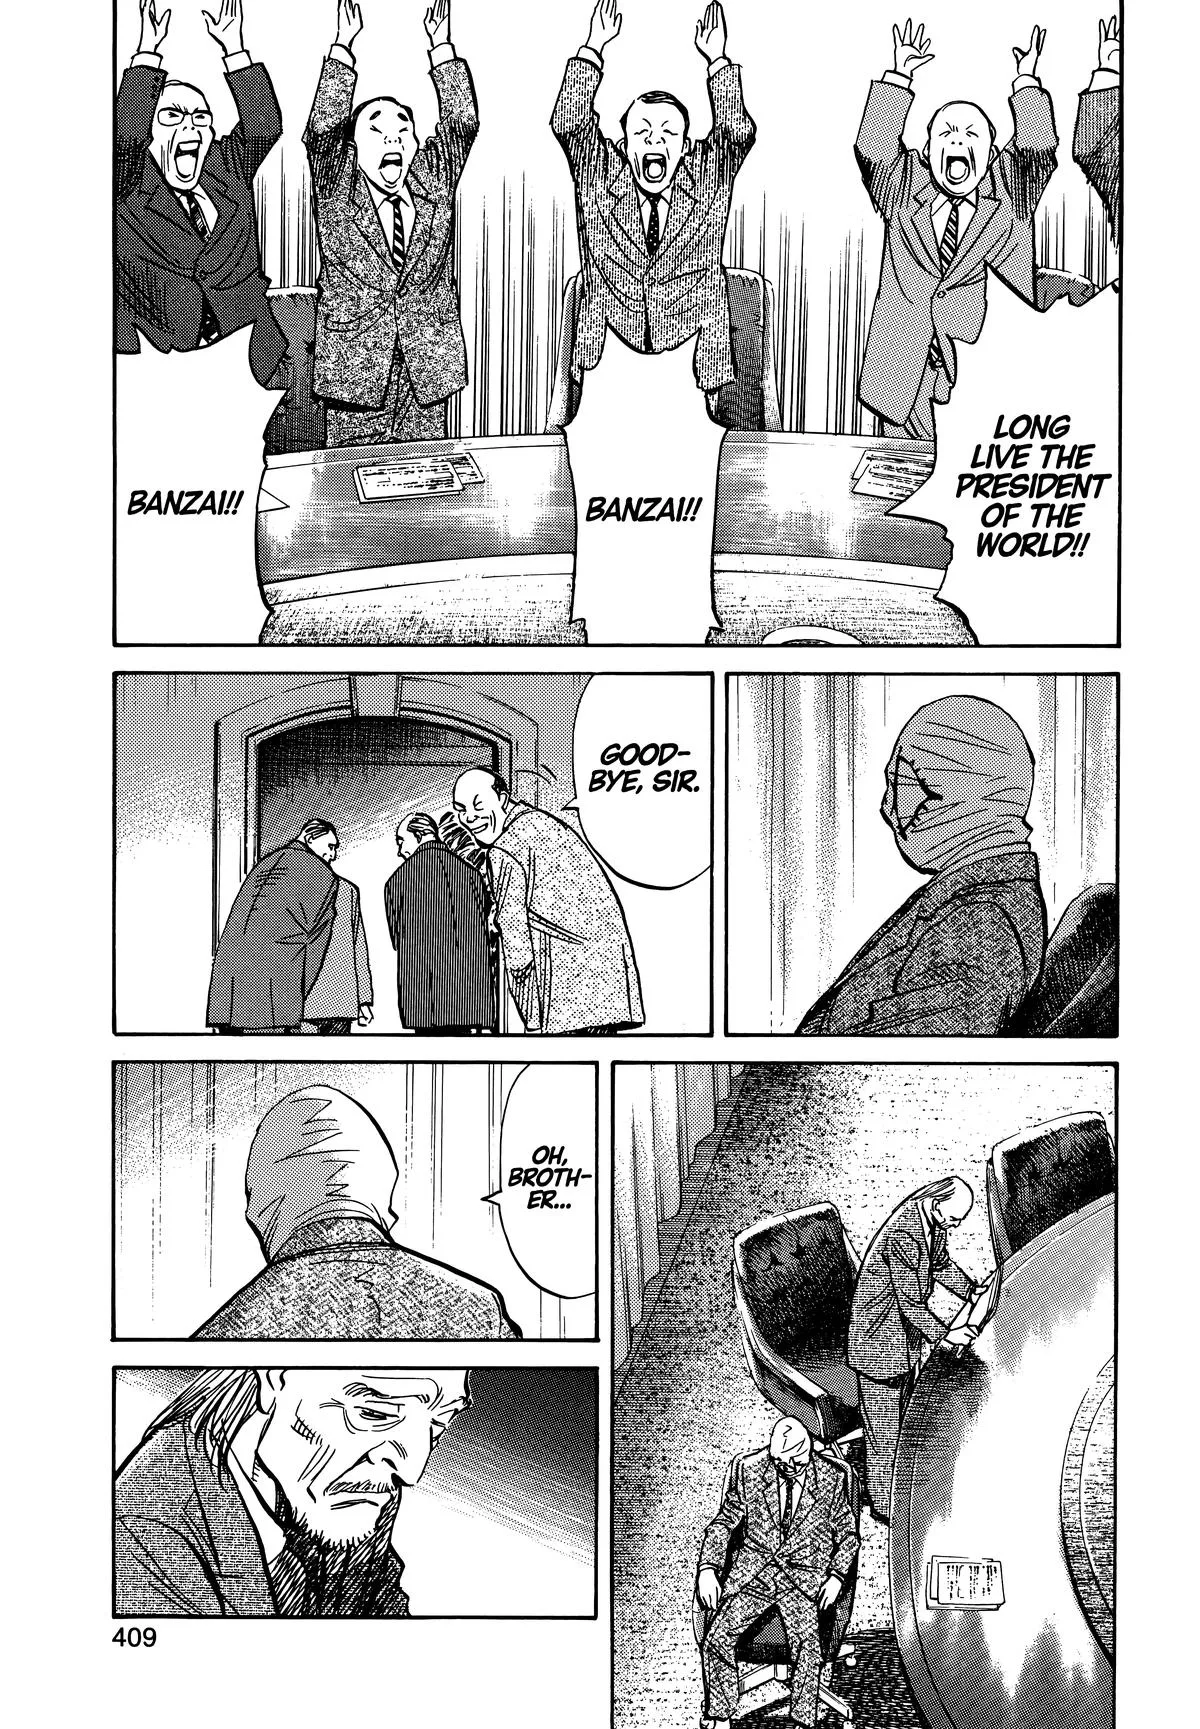 LONG
LIVE THE
PRESIDENT
OF THE
WORLD!!
BANZAI!!
BANZAI!!
GOOD-
BYE, SIR.
OH,
BROTH-
ER...
409